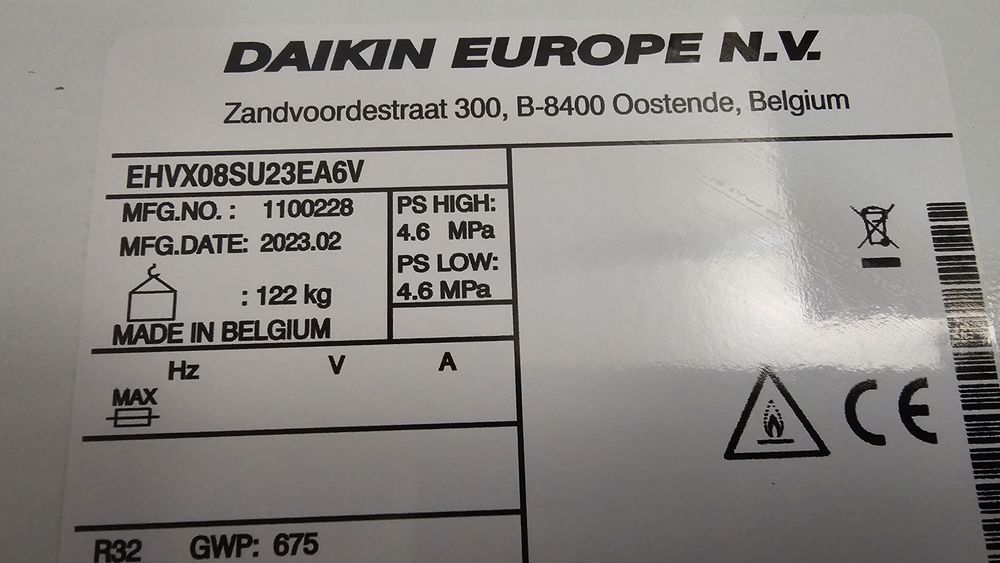 DAIKIN EUROPE N.V.
Zandvoordestraat 300, B-8400 Oostende, Belgium
EHVX08SU23EA6V
MFG.NO. : 1100228
MFG.DATE: 2023.02
: 122 kg
MADE IN BELGIUM
PS HIGH:
4.6 MPa
PS LOW:
4.6 MPa
Hz V A
MAX
R32 GWP: 675
CE